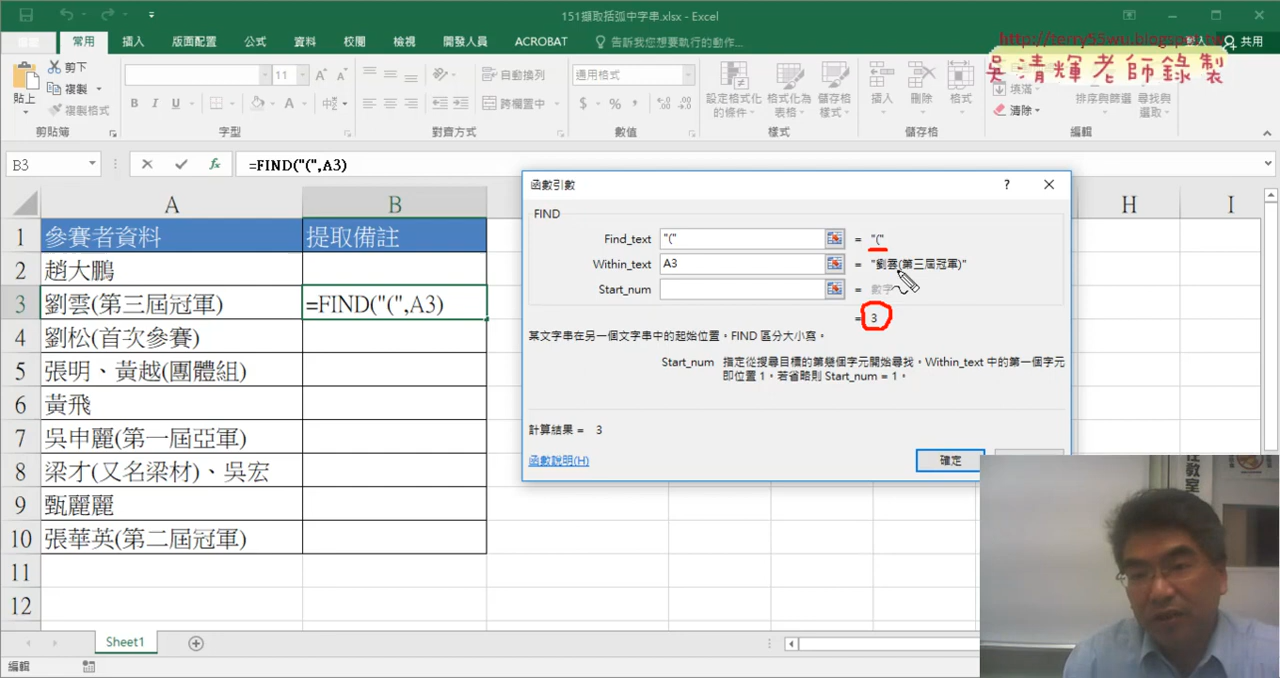 151擷取括弧中字串.xlsx - Excel
常用 插入 版面配置 公式 資料 校閱 檢視 開發人員 ACROBAT 告訴我您想要執行的動作... 登入 共用
http://terry55wu.blogspot.tw
吳清輝老師錄製
貼上 剪下 複製 複製格式
11 A A 自動換列 通用格式
B I U A 中 跨欄置中 $ % ,
設定格式化的條件 格式化為表格 儲存格樣式 插入 刪除 格式 填滿 清除 排序與篩選 尋找與選取
剪貼簿 字型 對齊方式 數值 樣式 儲存格 編輯
B3 fx =FIND("(",A3)
A B H I
1 參賽者資料 提取備註
2 趙大鵬
3 劉雲(第三屆冠軍) =FIND("(",A3)
4 劉松(首次參賽)
5 張明、黃越(團體組)
6 黃飛
7 吳申麗(第一屆亞軍)
8 梁才(又名梁材)、吳宏
9 甄麗麗
10 張華英(第二屆冠軍)
11
12
函數引數 ?
FIND
Find_text "(" = "("
Within_text A3 = "劉雲(第三屆冠軍)"
Start_num = 數字
= 3
某文字串在另一個文字串中的起始位置。FIND 區分大小寫。
Start_num 指定從搜尋目標的第幾個字元開始尋找。Within_text 中的第一個字元
即位置 1。若省略則 Start_num = 1。
計算結果 = 3
函數說明(H) 確定
Sheet1
編輯